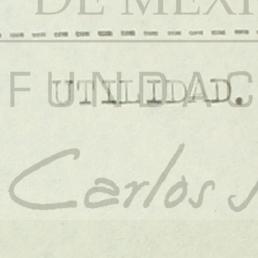 DE MEXI
FUNDAC
UTILIDAD.
Carlos